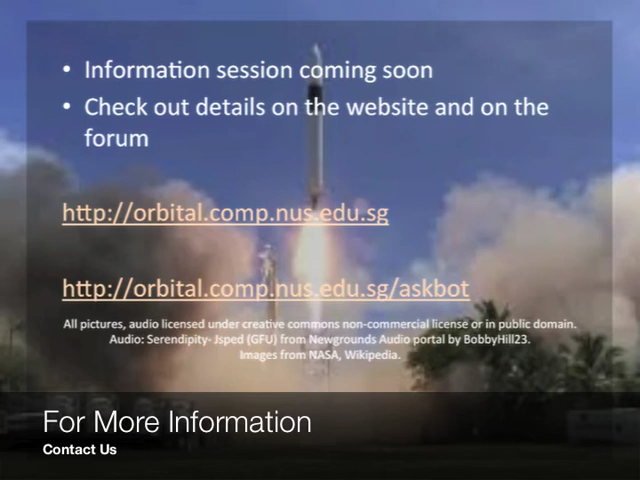 • Information session coming soon
• Check out details on the website and on the
forum
http://orbital.comp.nus.edu.sg
http://orbital.comp.nus.edu.sg/askbot
All pictures, audio licensed under creative commons non-commercial license or in public domain.
Audio: Serendipity- Jsped (GFU) from Newgrounds Audio portal by BobbyHill23.
Images from NASA, Wikipedia.
For More Information
Contact Us